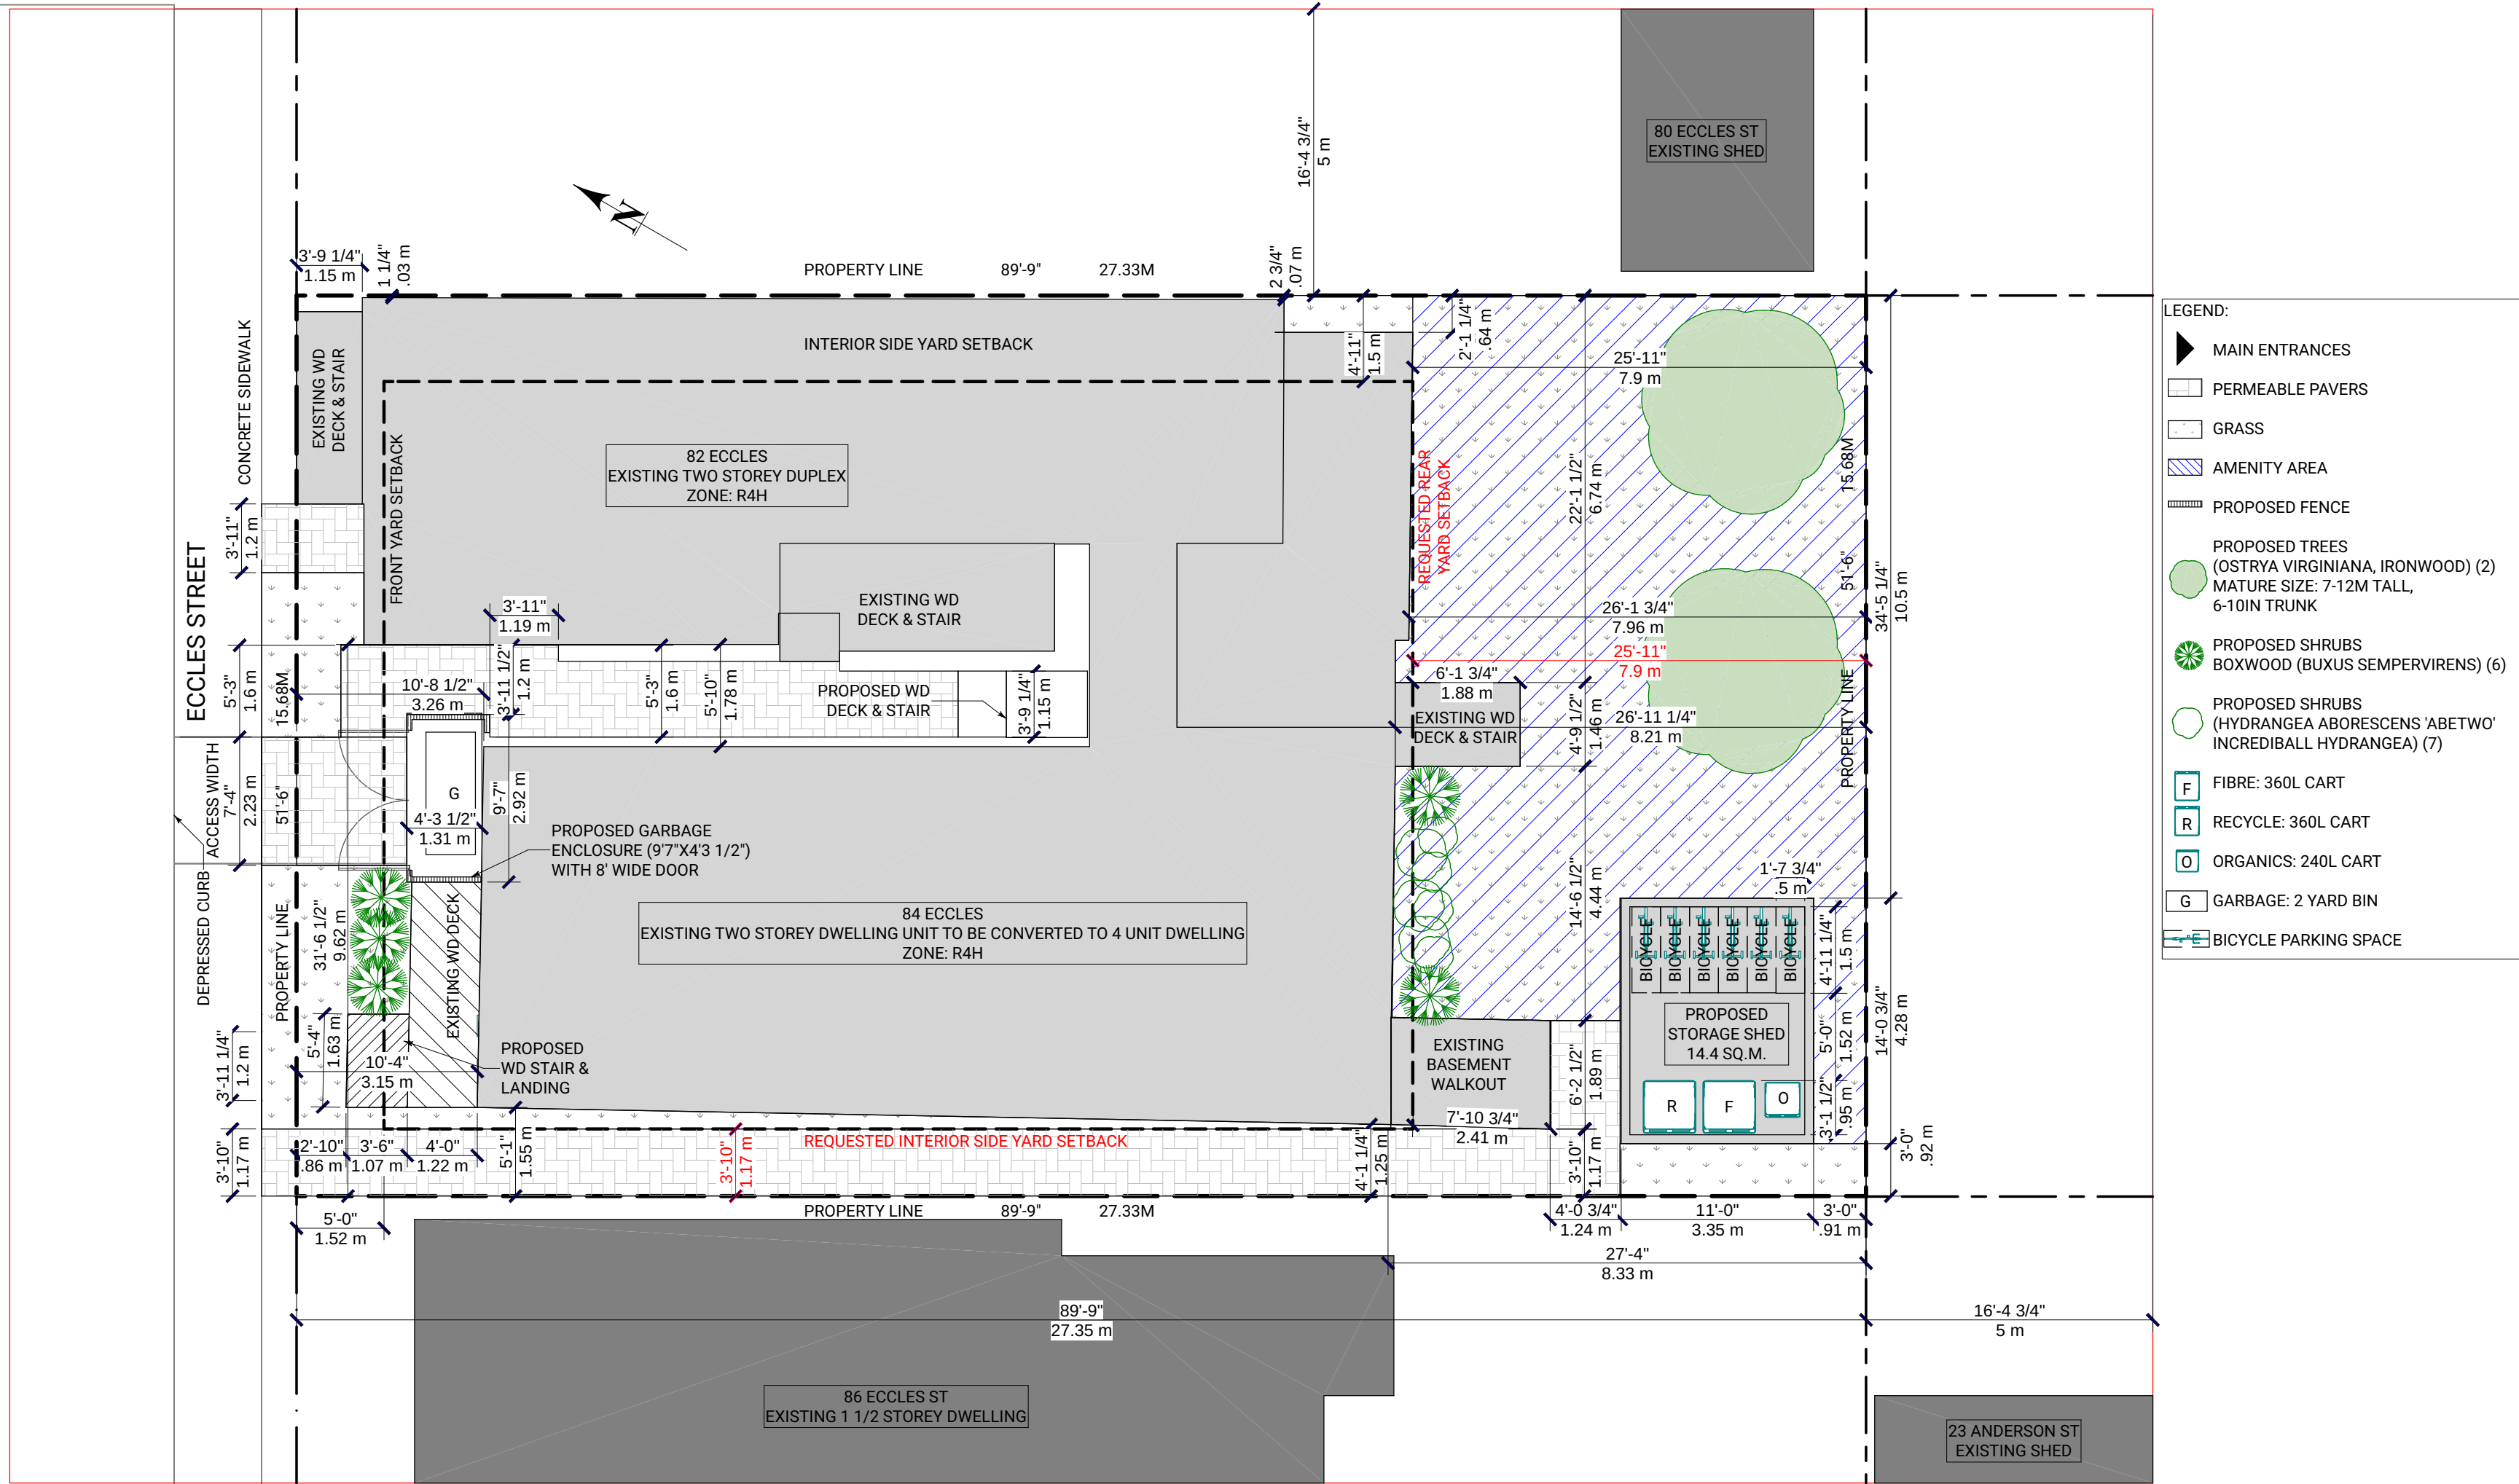 16'-4 3/4"
5 m
80 ECCLES ST
EXISTING SHED
N
3'-9 1/4"
1.15 m
1 1/4"
.03 m
PROPERTY LINE 89'-9" 27.33M
2 3/4"
.07 m
CONCRETE SIDEWALK
EXISTING WD
DECK & STAIR
INTERIOR SIDE YARD SETBACK
4'-11"
1.5 m
2'-1 1/4"
.64 m
25'-11"
7.9 m
FRONT YARD SETBACK
82 ECCLES
EXISTING TWO STOREY DUPLEX
ZONE: R4H
REQUESTED REAR
YARD SETBACK
22'-1 1/2"
6.74 m
15.68M
51'-6"
34'-5 1/4"
10.5 m
3'-11"
1.2 m
ECCLES STREET
EXISTING WD
DECK & STAIR
3'-11"
1.19 m
26'-1 3/4"
7.96 m
25'-11"
7.9 m
5'-3"
1.6 m
15.68M
10'-8 1/2"
3.26 m
3'-11 1/2"
1.2 m
5'-3"
1.6 m
5'-10"
1.78 m
PROPOSED WD
DECK & STAIR
3'-9 1/4"
1.15 m
6'-1 3/4"
1.88 m
EXISTING WD
DECK & STAIR
4'-9 1/2"
1.46 m
26'-11 1/4"
8.21 m
PROPERTY LINE
ACCESS WIDTH
7'-4"
2.23 m
51'-6"
G
4'-3 1/2"
1.31 m
9'-7"
2.92 m
PROPOSED GARBAGE
ENCLOSURE (9'7"X4'3 1/2")
WITH 8' WIDE DOOR
DEPRESSED CURB
PROPERTY LINE
31'-6 1/2"
9.62 m
EXISTING WD DECK
84 ECCLES
EXISTING TWO STOREY DWELLING UNIT TO BE CONVERTED TO 4 UNIT DWELLING
ZONE: R4H
14'-6 1/2"
4.44 m
1'-7 3/4"
.5 m
BICYCLE
BICYCLE
BICYCLE
BICYCLE
BICYCLE
BICYCLE
4'-11 1/4"
1.5 m
PROPOSED
STORAGE SHED
14.4 SQ.M.
5'-0"
1.52 m
14'-0 3/4"
4.28 m
3'-11 1/4"
1.2 m
5'-4"
1.63 m
10'-4"
3.15 m
PROPOSED
WD STAIR &
LANDING
EXISTING
BASEMENT
WALKOUT
6'-2 1/2"
1.89 m
R
F
O
3'-1 1/2"
.95 m
7'-10 3/4"
2.41 m
3'-10"
1.17 m
2'-10"
.86 m
3'-6"
1.07 m
4'-0"
1.22 m
5'-1"
1.55 m
3'-10"
1.17 m
REQUESTED INTERIOR SIDE YARD SETBACK
4'-1 1/4"
1.25 m
3'-10"
1.17 m
3'-0"
.92 m
PROPERTY LINE 89'-9" 27.33M
5'-0"
1.52 m
4'-0 3/4"
1.24 m
11'-0"
3.35 m
3'-0"
.91 m
27'-4"
8.33 m
89'-9"
27.35 m
16'-4 3/4"
5 m
86 ECCLES ST
EXISTING 1 1/2 STOREY DWELLING
23 ANDERSON ST
EXISTING SHED
LEGEND:
MAIN ENTRANCES
PERMEABLE PAVERS
GRASS
AMENITY AREA
PROPOSED FENCE
PROPOSED TREES
(OSTRYA VIRGINIANA, IRONWOOD) (2)
MATURE SIZE: 7-12M TALL,
6-10IN TRUNK
PROPOSED SHRUBS
BOXWOOD (BUXUS SEMPERVIRENS) (6)
PROPOSED SHRUBS
(HYDRANGEA ABORESCENS 'ABETWO'
INCREDIBALL HYDRANGEA) (7)
F FIBRE: 360L CART
R RECYCLE: 360L CART
O ORGANICS: 240L CART
G GARBAGE: 2 YARD BIN
BICYCLE PARKING SPACE